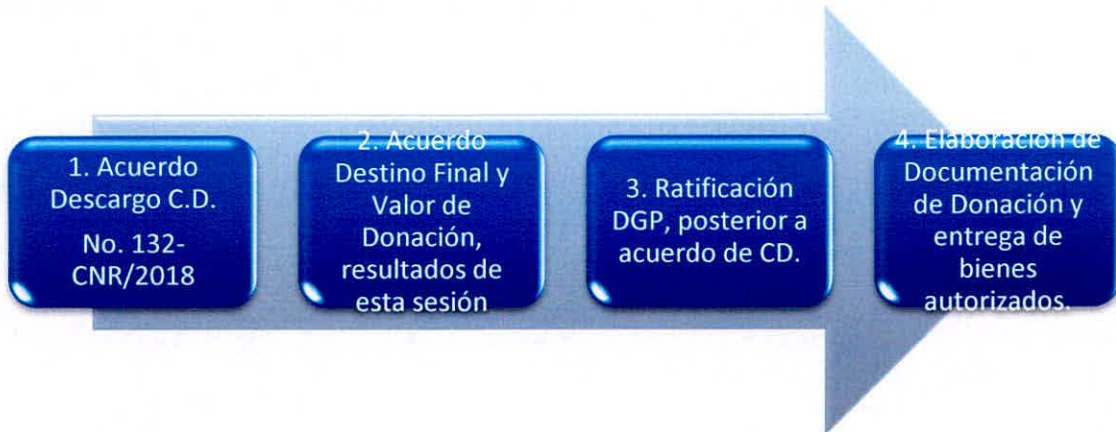 1. Acuerdo
Descargo C.D.
No. 132-
CNR/2018
2. Acuerdo
Destino Final y
Valor de
Donación,
resultados de
esta sesión
3. Ratificación
DGP, posterior a
acuerdo de CD.
4. Elaboración de
Documentación
de Donación y
entrega de
bienes
autorizados.